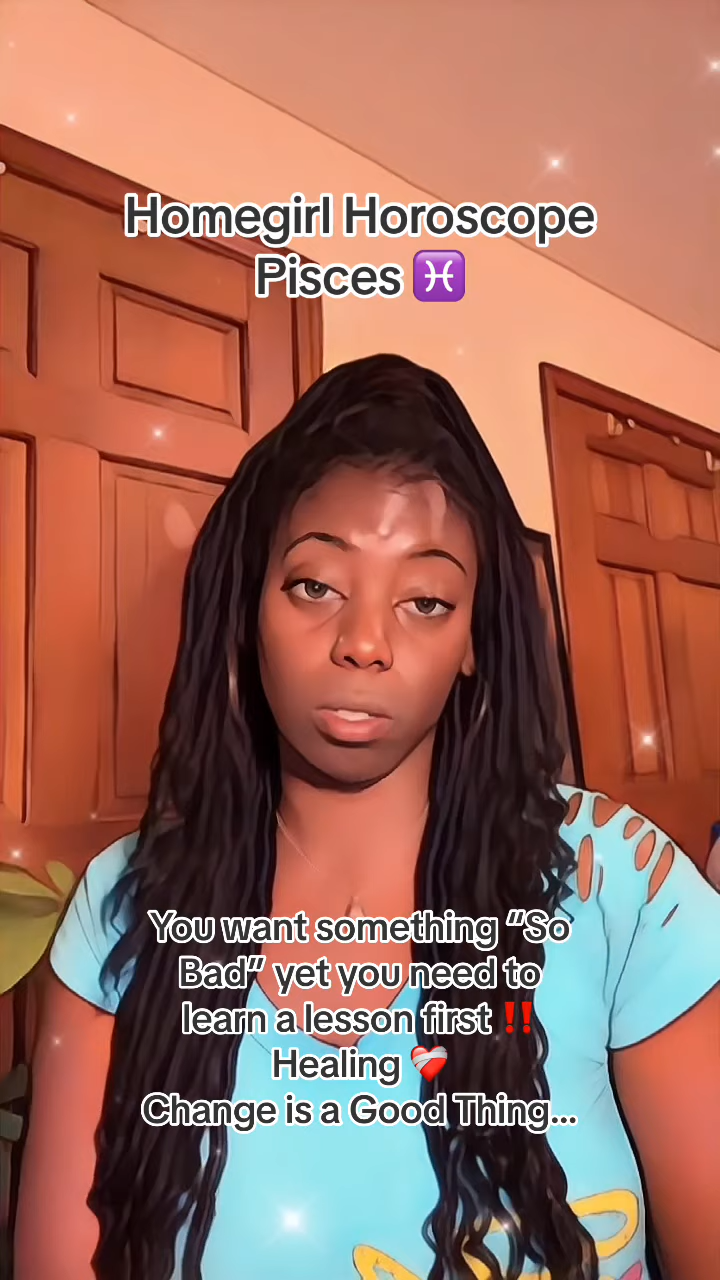 Homegirl Horoscope
Pisces ♓
You want something “So
Bad” yet you need to
learn a lesson first ‼️
Healing ❤️‍🩹
Change is a Good Thing...